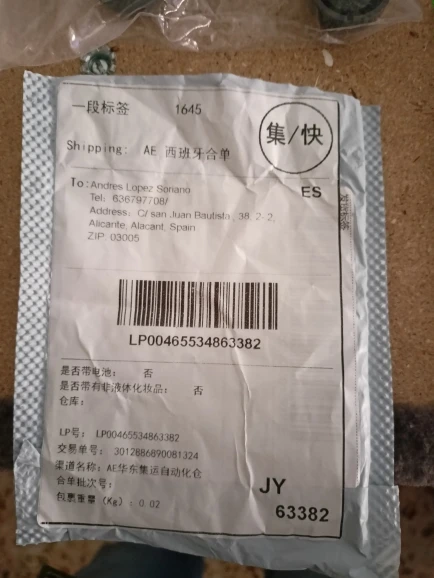 一段标签 1645
集/快
Shipping: AE 西班牙合单
To: Andres Lopez Soriano
ES
Tel: 636797708/
Address: C/ san Juan Bautista, 38, 2-2,
Alicante, Alacant, Spain
ZIP: 03005
LP00465534863382
是否带电池: 否
是否带有非液体化妆品: 否
仓库:
LP号: LP00465534863382
交易单号: 3012886890081324
渠道名称: AE华东集运自动化仓
合单批次号:
包裹重量 (Kg): 0.02
JY
63382